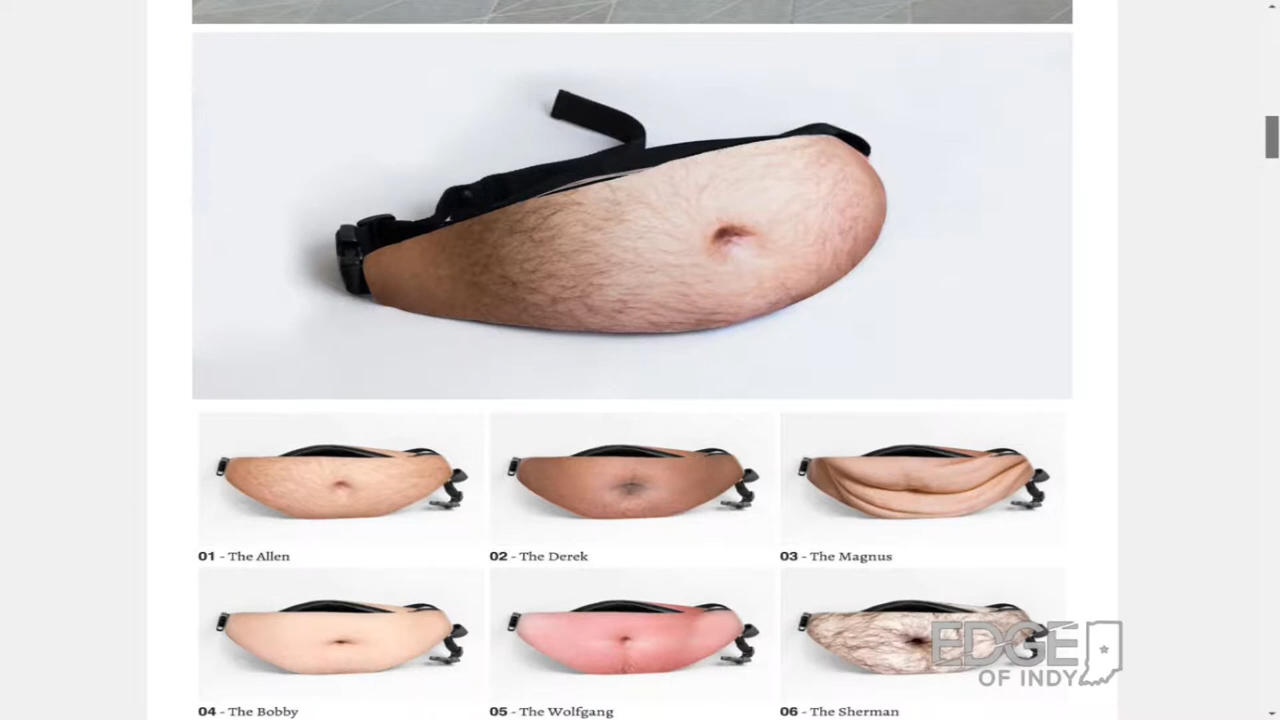 01 - The Allen
02 - The Derek
03 - The Magnus
04 - The Bobby
05 - The Wolfgang
06 - The Sherman
EDGE
OF INDY